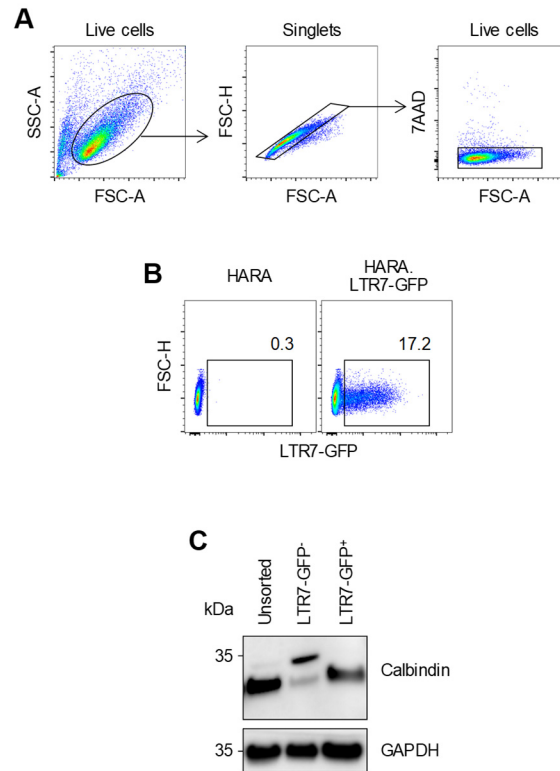 A
Live cells
Singlets
Live cells
SSC-A
FSC-H
7AAD
FSC-A
FSC-A
FSC-A
B
HARA
HARA.
LTR7-GFP
0.3
17.2
FSC-H
LTR7-GFP
C
Unsorted
LTR7-GFP-
LTR7-GFP+
kDa
35
Calbindin
35
GAPDH